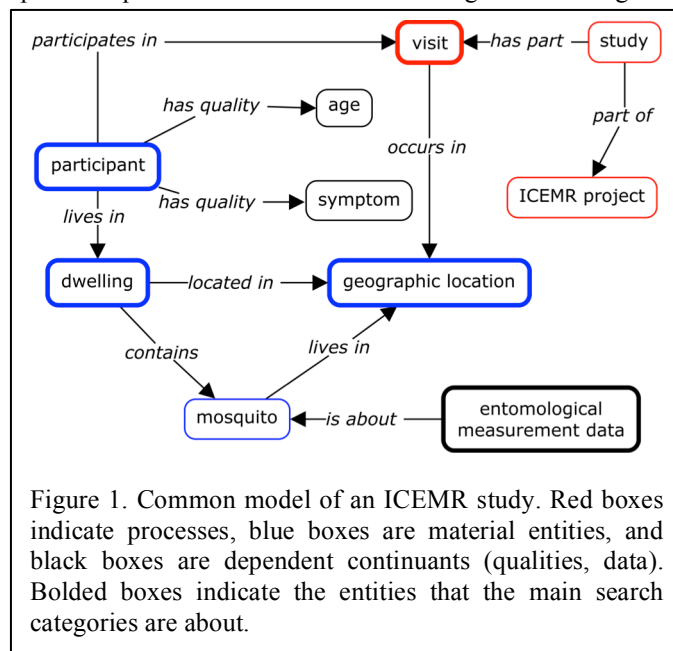 participates in
visit
has part
study
has quality
age
part of
occurs in
participant
ICEMR project
has quality
symptom
lives in
dwelling
located in
geographic location
contains
lives in
mosquito
is about
entomological
measurement data
Figure 1. Common model of an ICEMR study. Red boxes
indicate processes, blue boxes are material entities, and
black boxes are dependent continuants (qualities, data).
Bolded boxes indicate the entities that the main search
categories are about.